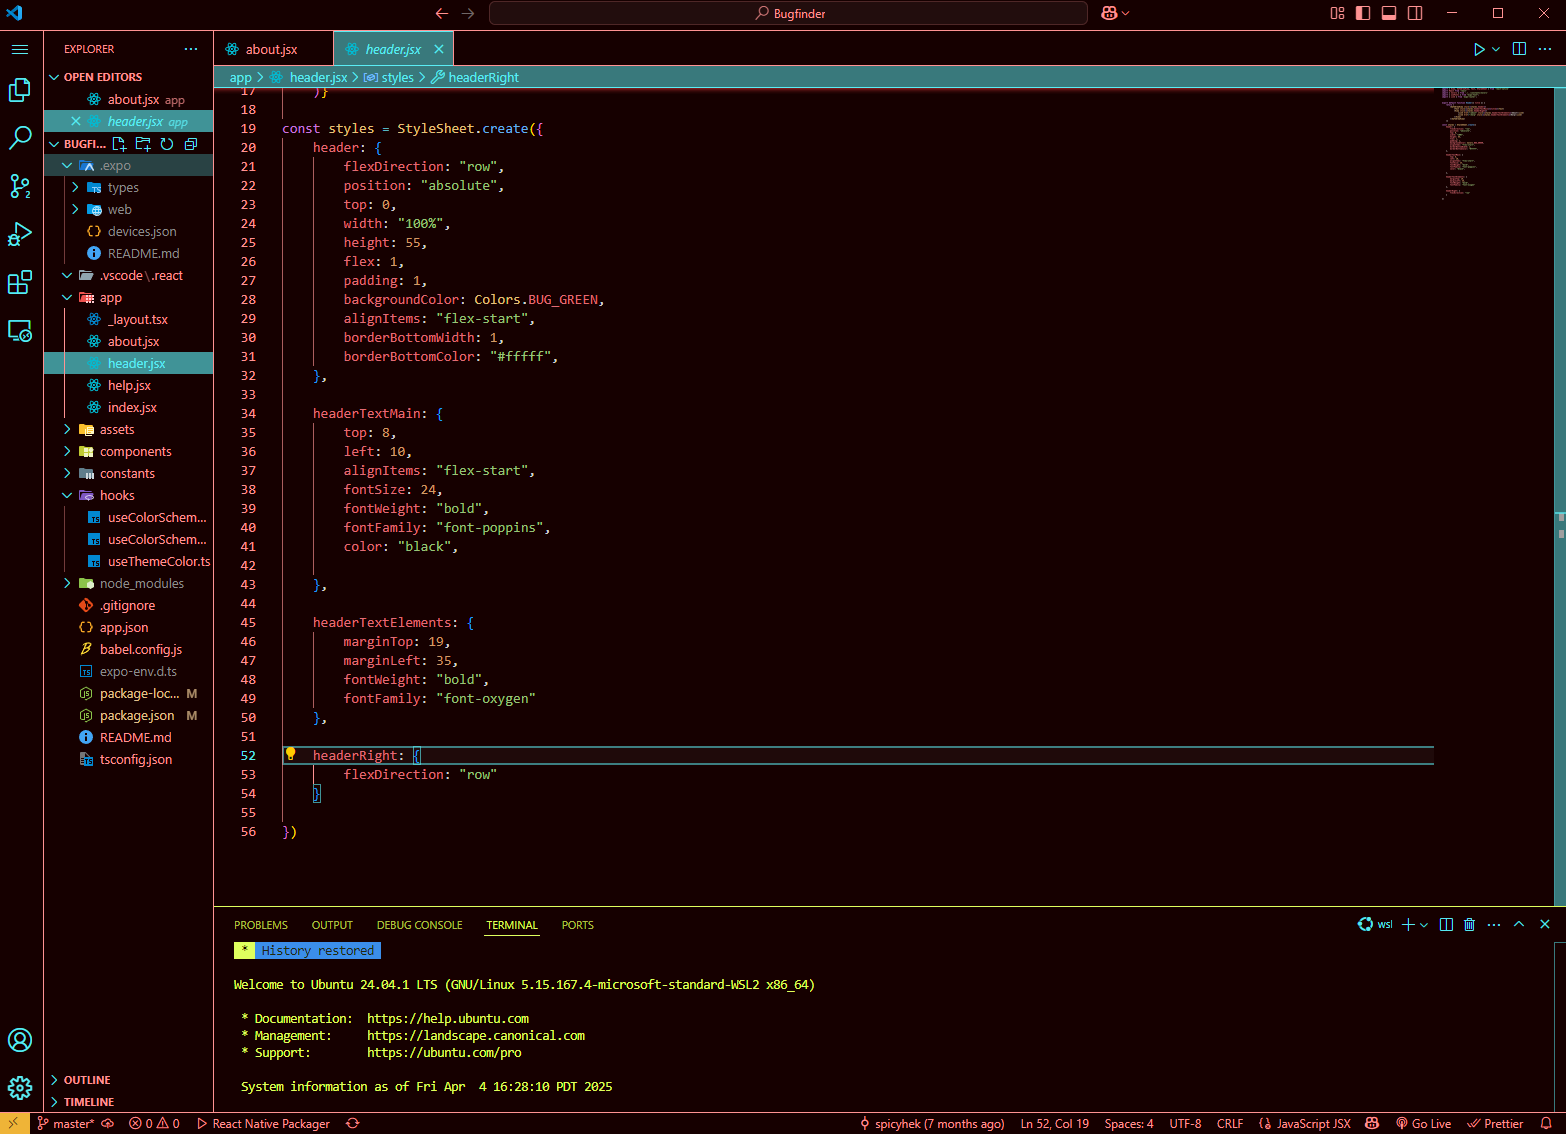 Bugfinder
EXPLORER
OPEN EDITORS
about.jsx app
header.jsx app
BUGFI...
.expo
types
web
devices.json
README.md
.vscode\.react
app
_layout.tsx
about.jsx
header.jsx
help.jsx
index.jsx
assets
components
constants
hooks
useColorSchem...
useColorSchem...
useThemeColor.ts
node_modules
.gitignore
app.json
babel.config.js
expo-env.d.ts
package-loc... M
package.json M
README.md
tsconfig.json
OUTLINE
TIMELINE
about.jsx header.jsx
app > header.jsx > styles > headerRight
17 )}
18
19 const styles = StyleSheet.create({
20 header: {
21 flexDirection: "row",
22 position: "absolute",
23 top: 0,
24 width: "100%",
25 height: 55,
26 flex: 1,
27 padding: 1,
28 backgroundColor: Colors.BUG_GREEN,
29 alignItems: "flex-start",
30 borderBottomWidth: 1,
31 borderBottomColor: "#fffff",
32 },
33
34 headerTextMain: {
35 top: 8,
36 left: 10,
37 alignItems: "flex-start",
38 fontSize: 24,
39 fontWeight: "bold",
40 fontFamily: "font-poppins",
41 color: "black",
42
43 },
44
45 headerTextElements: {
46 marginTop: 19,
47 marginLeft: 35,
48 fontWeight: "bold",
49 fontFamily: "font-oxygen"
50 },
51
52 headerRight: {
53 flexDirection: "row"
54 }
55
56 })
PROBLEMS OUTPUT DEBUG CONSOLE TERMINAL PORTS
wsl
* History restored
Welcome to Ubuntu 24.04.1 LTS (GNU/Linux 5.15.167.4-microsoft-standard-WSL2 x86_64)
* Documentation: https://help.ubuntu.com
* Management: https://landscape.canonical.com
* Support: https://ubuntu.com/pro
System information as of Fri Apr 4 16:28:10 PDT 2025
master* 0 0 React Native Packager spicyhek (7 months ago) Ln 52, Col 19 Spaces: 4 UTF-8 CRLF JavaScript JSX Go Live Prettier